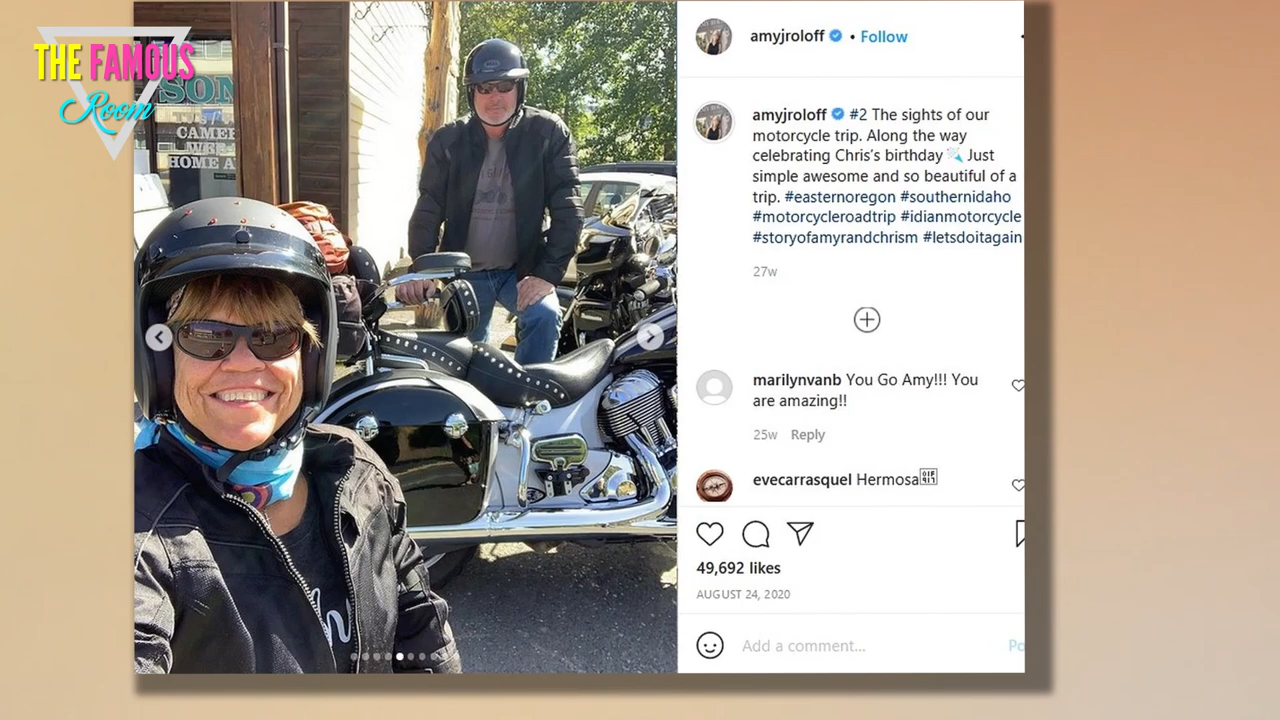 THE FAMOUS
Room
SON
CAMER
HOME A
amyjroloff • Follow
amyjroloff #2 The sights of our
motorcycle trip. Along the way
celebrating Chris's birthday Just
simple awesome and so beautiful of a
trip. #easternoregon #southernidaho
#motorcycleroadtrip #idianmotorcycle
#storyofamyrandchrism #letsdoitagain
27w
marilynvanb You Go Amy!!! You
are amazing!!
25w Reply
evecarrasquel Hermosa
49,692 likes
AUGUST 24, 2020
Add a comment...
Po